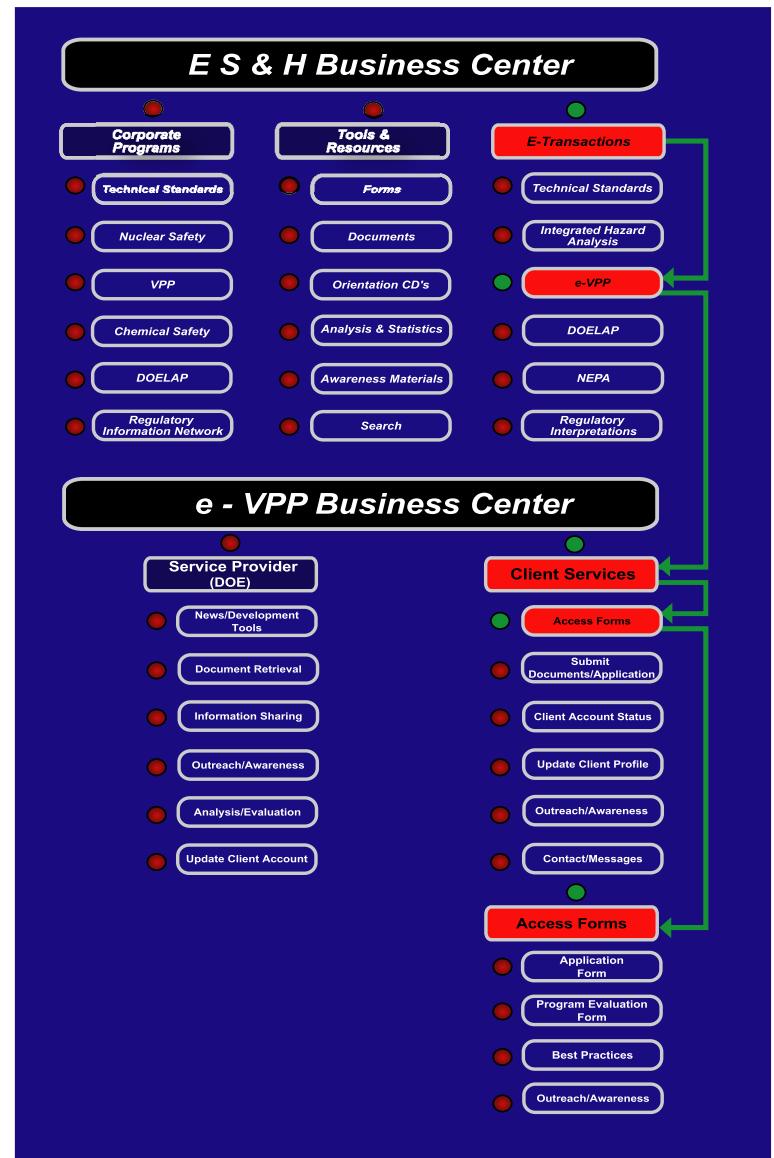 E S & H Business Center
Corporate
Programs
Technical Standards
Nuclear Safety
VPP
Chemical Safety
DOELAP
Regulatory
Information Network
Tools &
Resources
Forms
Documents
Orientation CD's
Analysis & Statistics
Awareness Materials
Search
E-Transactions
Technical Standards
Integrated Hazard
Analysis
e-VPP
DOELAP
NEPA
Regulatory
Interpretations
e - VPP Business Center
Service Provider
(DOE)
News/Development
Tools
Document Retrieval
Information Sharing
Outreach/Awareness
Analysis/Evaluation
Update Client Account
Client Services
Access Forms
Submit
Documents/Application
Client Account Status
Update Client Profile
Outreach/Awareness
Contact/Messages
Access Forms
Application
Form
Program Evaluation
Form
Best Practices
Outreach/Awareness